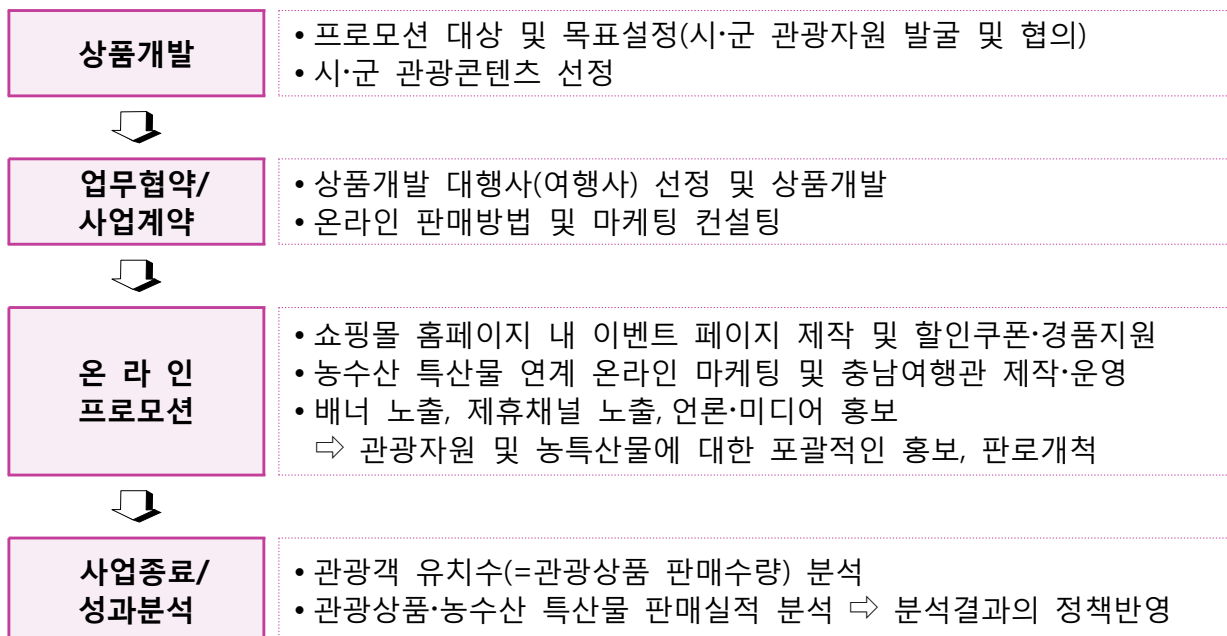 상품개발
• 프로모션 대상 및 목표설정(시·군 관광자원 발굴 및 협의)
• 시·군 관광콘텐츠 선정
업무협약/
사업계약
• 상품개발 대행사(여행사) 선정 및 상품개발
• 온라인 판매방법 및 마케팅 컨설팅
온 라 인
프로모션
• 쇼핑몰 홈페이지 내 이벤트 페이지 제작 및 할인쿠폰·경품지원
• 농수산 특산물 연계 온라인 마케팅 및 충남여행관 제작·운영
• 배너 노출, 제휴채널 노출, 언론·미디어 홍보
⇨ 관광자원 및 농특산물에 대한 포괄적인 홍보, 판로개척
사업종료/
성과분석
• 관광객 유치수(=관광상품 판매수량) 분석
• 관광상품·농수산 특산물 판매실적 분석 ⇨ 분석결과의 정책반영